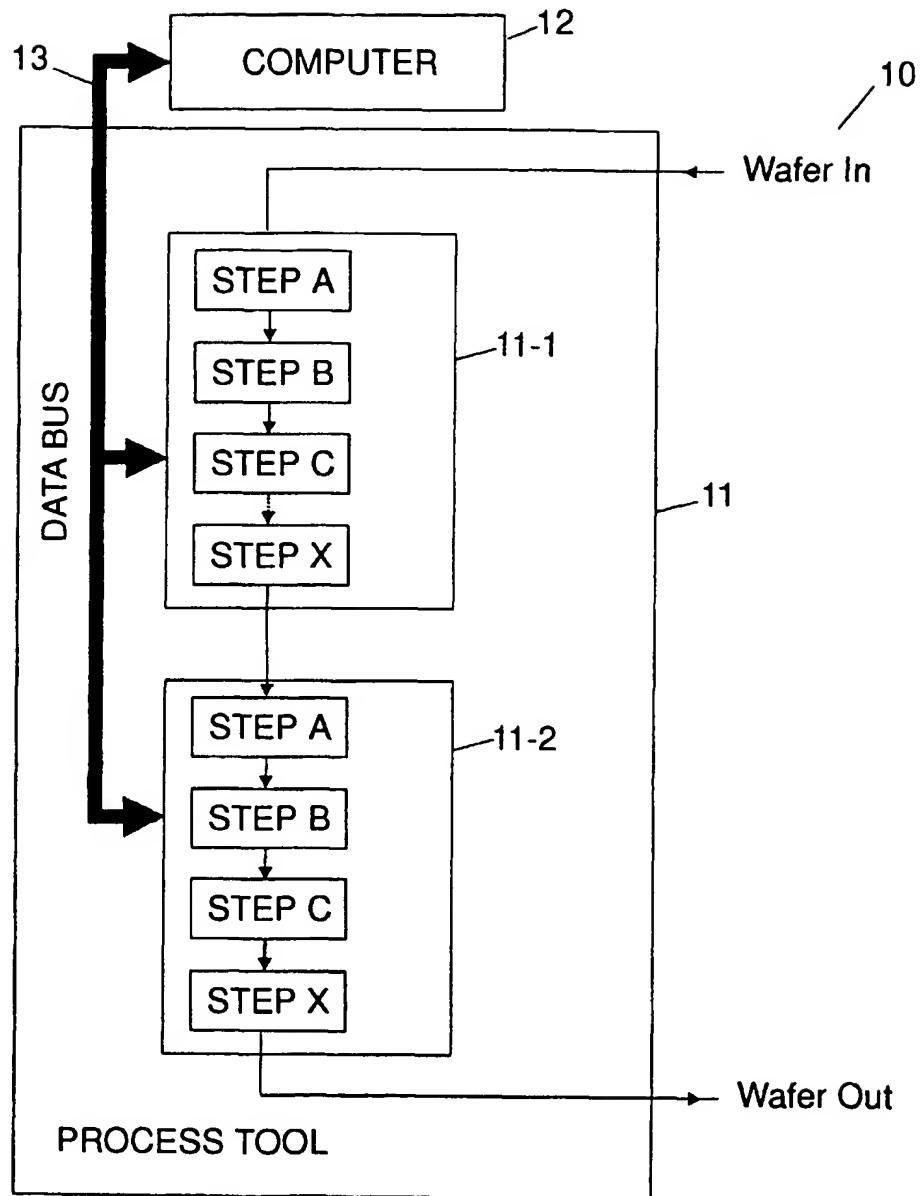 12
13
COMPUTER
10
Wafer In
STEP A
11-1
STEP B
DATA BUS
STEP C
11
STEP X
STEP A
11-2
STEP B
STEP C
STEP X
Wafer Out
PROCESS TOOL